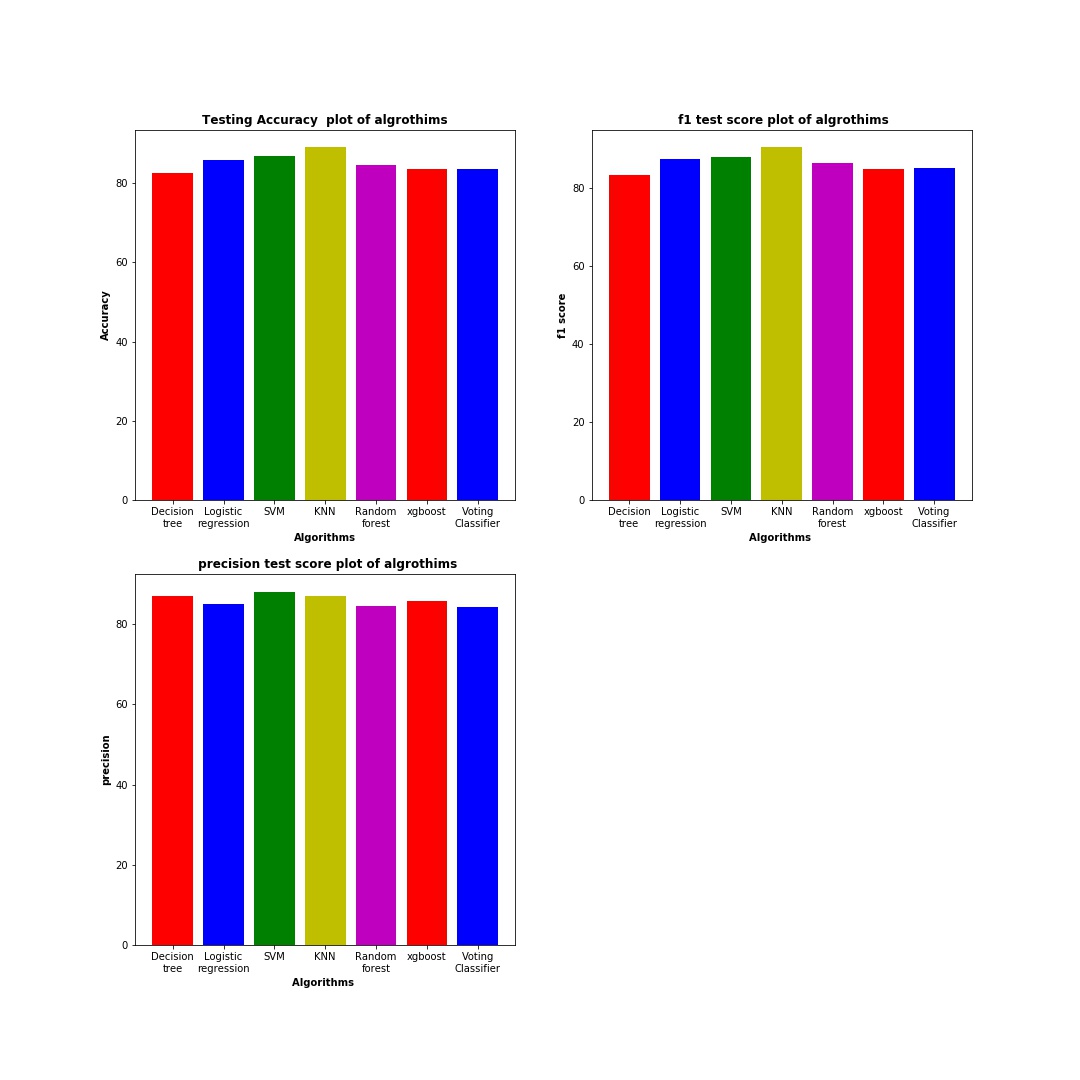 Testing Accuracy  plot of algrothims
Accuracy
80
60
40
20
0
Decision tree
Logistic regression
SVM
KNN
Random forest
xgboost
Voting Classifier
Algorithms
f1 test score plot of algrothims
f1 score
80
60
40
20
0
Decision tree
Logistic regression
SVM
KNN
Random forest
xgboost
Voting Classifier
Algorithms
precision test score plot of algrothims
precision
80
60
40
20
0
Decision tree
Logistic regression
SVM
KNN
Random forest
xgboost
Voting Classifier
Algorithms